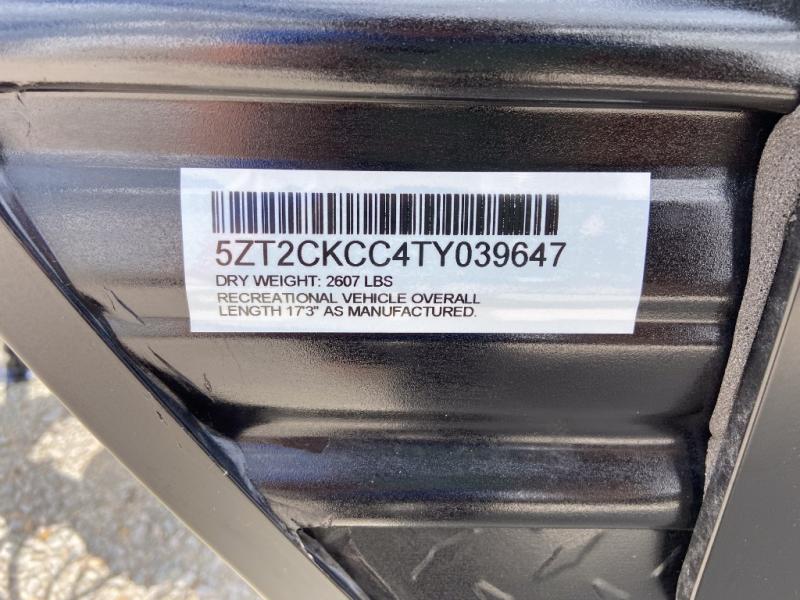 5ZT2CKCC4TY039647
DRY WEIGHT: 2607 LBS
RECREATIONAL VEHICLE OVERALL
LENGTH 17'3" AS MANUFACTURED.